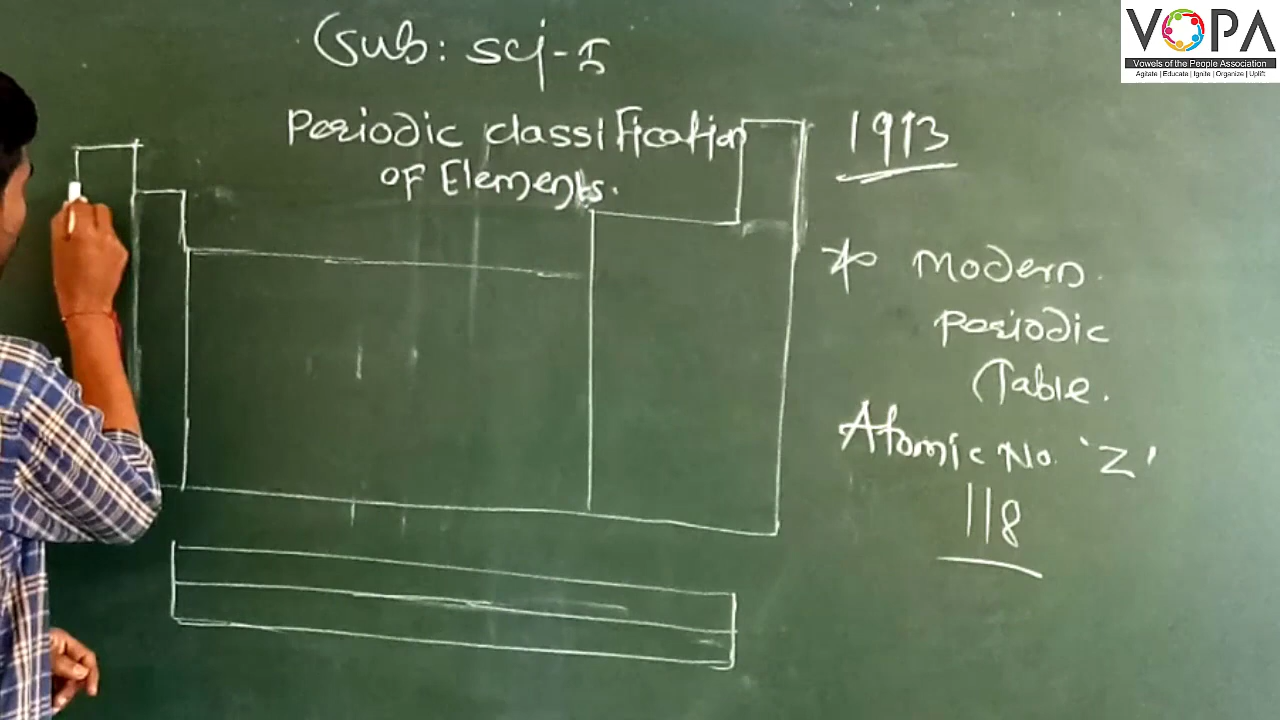 Sub: Sci-I
Periodic classification
of Elements.
1913
* Modern
Periodic
Table.
Atomic No. 'Z'
118
VOPA
Vowels of the People Association
Agitate | Educate | Ignite | Organize | Uplift